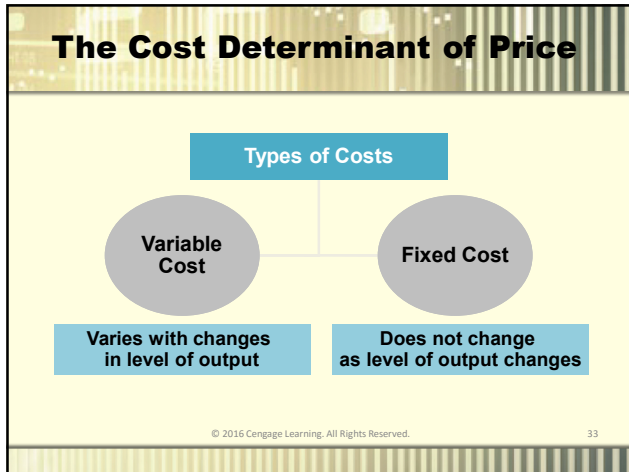 The Cost Determinant of Price
Types of Costs
Variable
Cost
Fixed Cost
Varies with changes
in level of output
Does not change
as level of output changes
© 2016 Cengage Learning. All Rights Reserved.
33